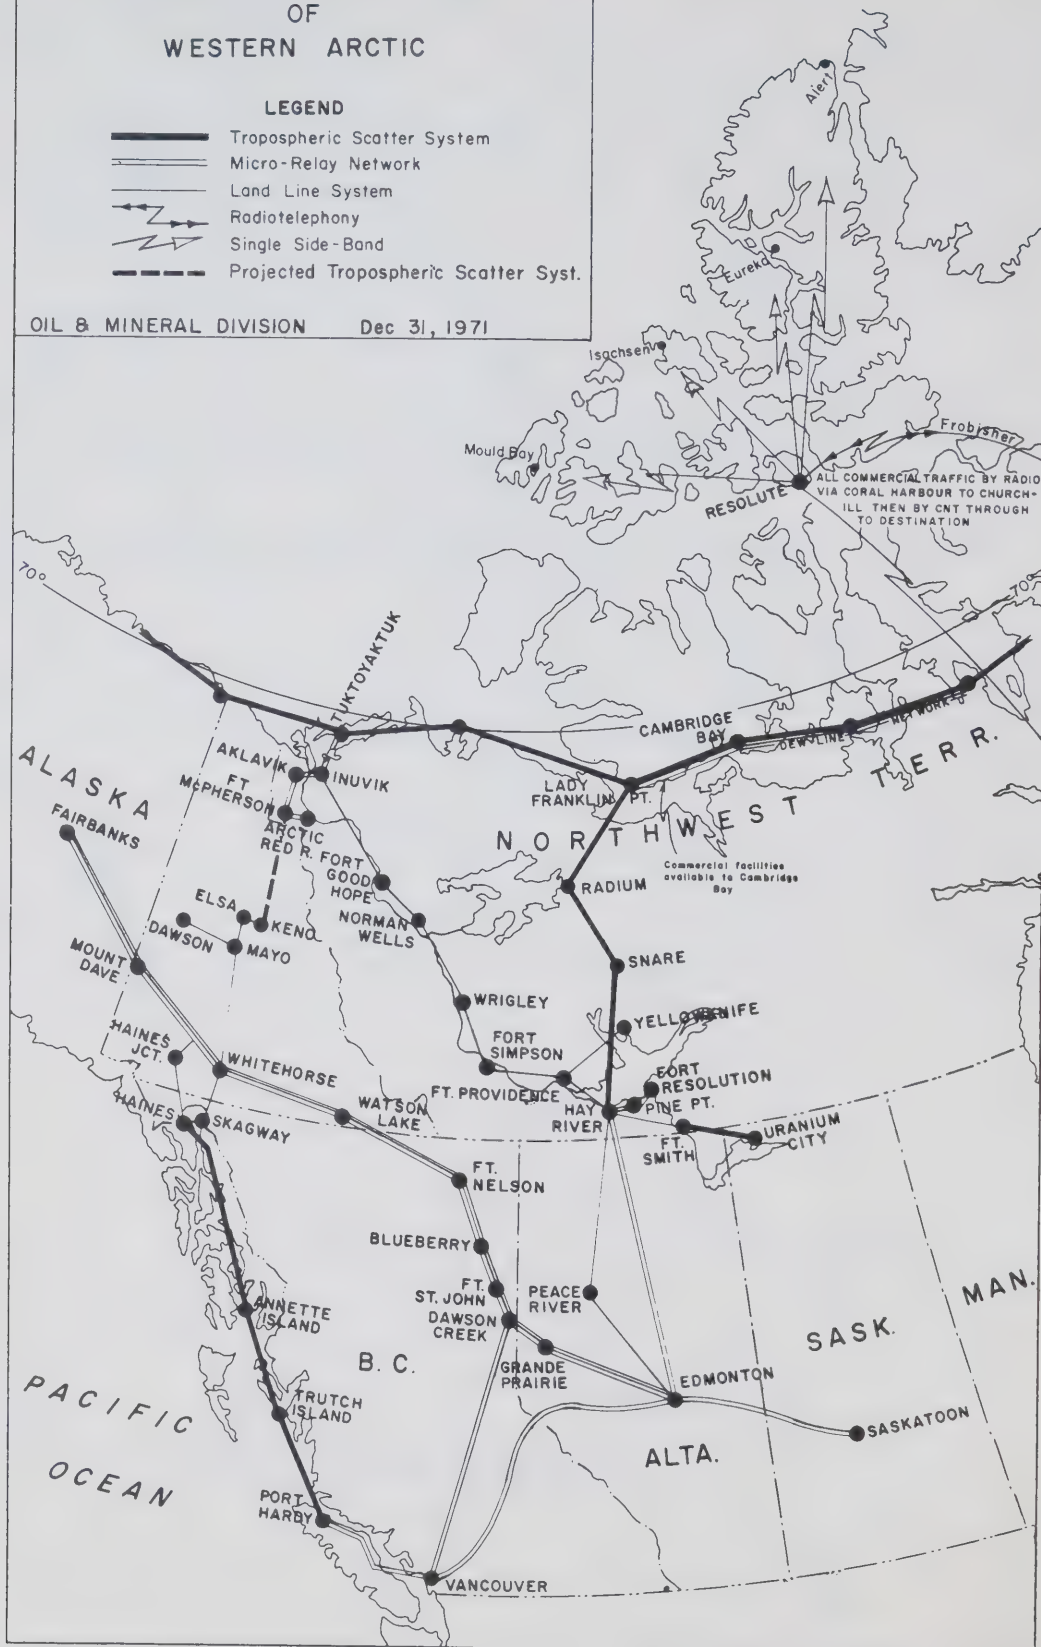 OF
WESTERN ARCTIC
LEGEND
Tropospheric Scatter System
Micro-Relay Network
Land Line System
Radiotelephony
Single Side-Band
Projected Tropospheric Scatter Syst.
OIL & MINERAL DIVISION Dec 31, 1971
Alert
Eureka
Isachsen
Mould Bay
Frobisher
RESOLUTE
ALL COMMERCIAL TRAFFIC BY RADIO
VIA CORAL HARBOUR TO CHURCH-
ILL THEN BY CNT THROUGH
TO DESTINATION
70°
70°
TUKTOYAKTUK
CAMBRIDGE
BAY
DEW LINE
NETWORK
AKLAVIK
INUVIK
FT
McPHERSON
ARCTIC
RED R.
LADY
FRANKLIN PT.
ALASKA
FAIRBANKS
NORTHWEST TERR.
Commercial facilities
available to Cambridge
Bay
FORT
GOOD
HOPE
RADIUM
ELSA
KENO
DAWSON
MAYO
NORMAN
WELLS
MOUNT
DAVE
SNARE
WRIGLEY
YELLOWKNIFE
HAINES
JCT.
FORT
SIMPSON
WHITEHORSE
FT. PROVIDENCE
FORT
RESOLUTION
PINE PT.
HAY
RIVER
HAINES
SKAGWAY
WATSON
LAKE
FT.
SMITH
URANIUM
CITY
FT.
NELSON
BLUEBERRY
FT.
ST. JOHN
PEACE
RIVER
DAWSON
CREEK
ANNETTE
ISLAND
MAN.
SASK.
B.C.
GRANDE
PRAIRIE
EDMONTON
PACIFIC
OCEAN
TRUTCH
ISLAND
SASKATOON
ALTA.
PORT
HARDY
VANCOUVER